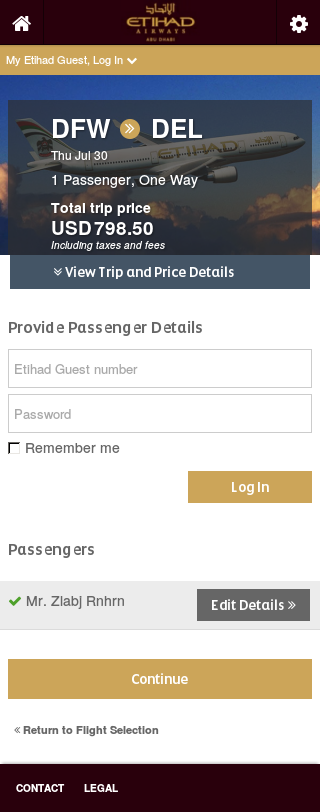 الإتحاد
ETIHAD
AIRWAYS
ABU DHABI
My Etihad Guest, Log In
DFW DEL
Thu Jul 30
1 Passenger, One Way
Total trip price
USD 798.50
Including taxes and fees
View Trip and Price Details
Provide Passenger Details
Etihad Guest number
Password
Remember me
Log In
Passengers
Mr. Zlabj Rnhrn
Edit Details »
Continue
« Return to Flight Selection
CONTACT LEGAL